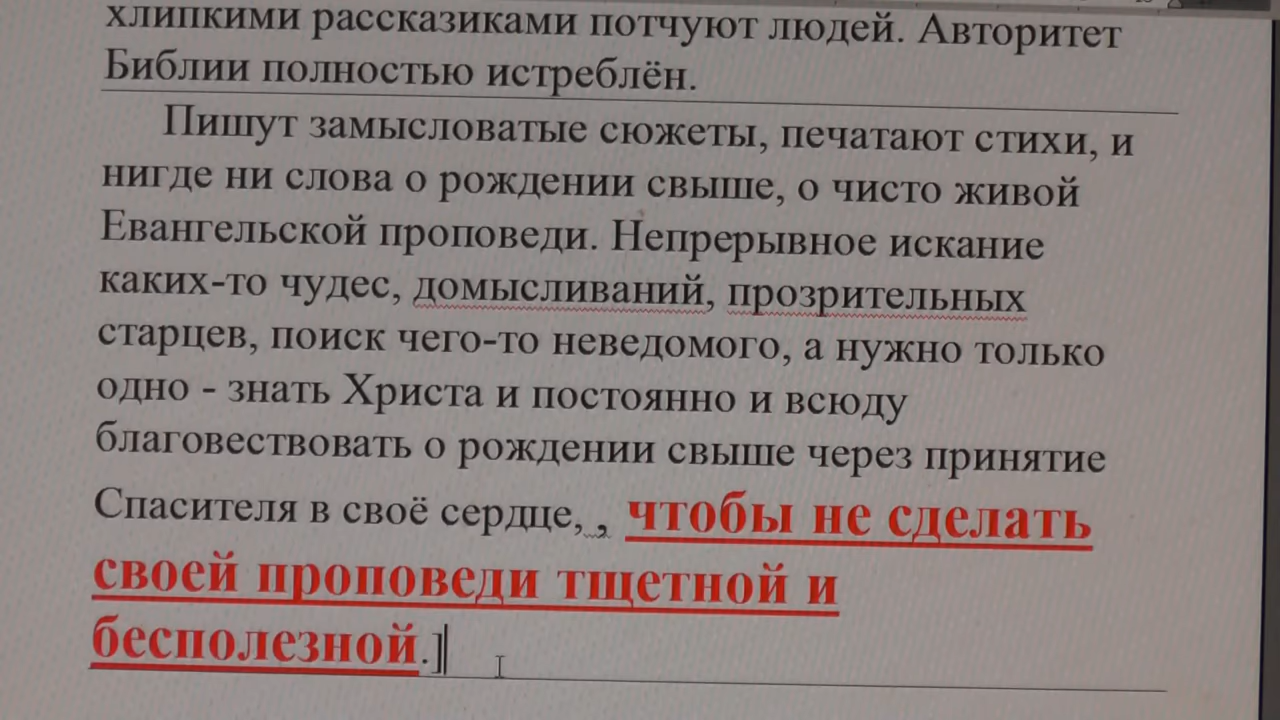 хлипкими рассказиками потчуют людей. Авторитет
Библии полностью истреблён.
Пишут замысловатые сюжеты, печатают стихи, и
нигде ни слова о рождении свыше, о чисто живой
Евангельской проповеди. Непрерывное искание
каких-то чудес, домысливаний, прозрительных
старцев, поиск чего-то неведомого, а нужно только
одно - знать Христа и постоянно и всюду
благовествовать о рождении свыше через принятие
Спасителя в своё сердце, , чтобы не сделать
своей проповеди тщетной и
бесполезной.]